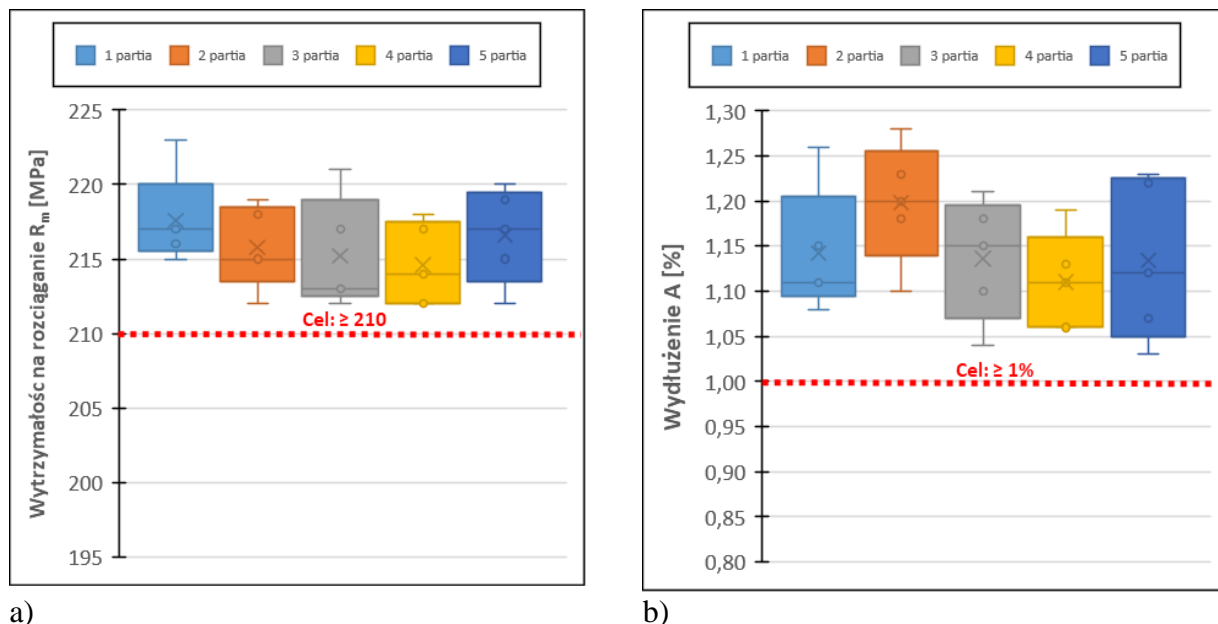 1 partia 2 partia 3 partia 4 partia 5 partia
Wytrzymałość na rozciąganie Rm [MPa]
225
220
215
210
205
200
195
Cel: ≥ 210
a)
1 partia 2 partia 3 partia 4 partia 5 partia
Wydłużenie A [%]
1,30
1,25
1,20
1,15
1,10
1,05
1,00
0,95
0,90
0,85
0,80
Cel: ≥ 1%
b)